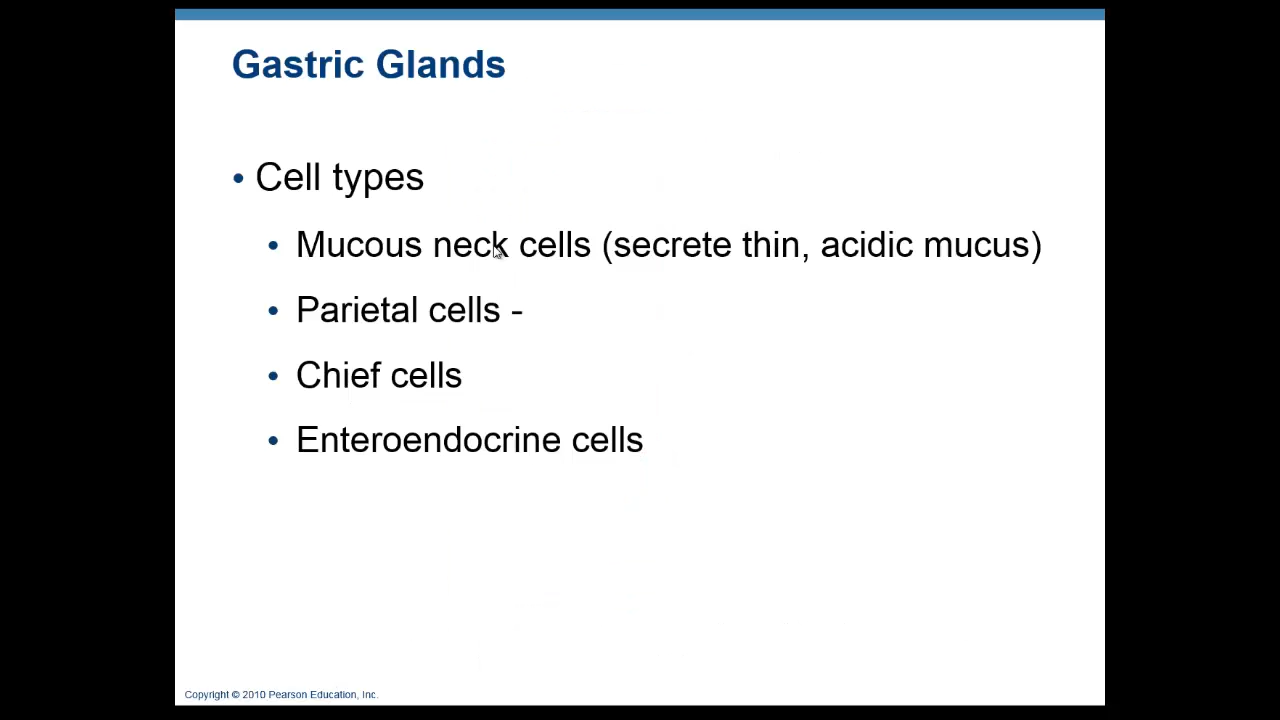 Gastric Glands
• Cell types
• Mucous neck cells (secrete thin, acidic mucus)
• Parietal cells -
• Chief cells
• Enteroendocrine cells
Copyright © 2010 Pearson Education, Inc.